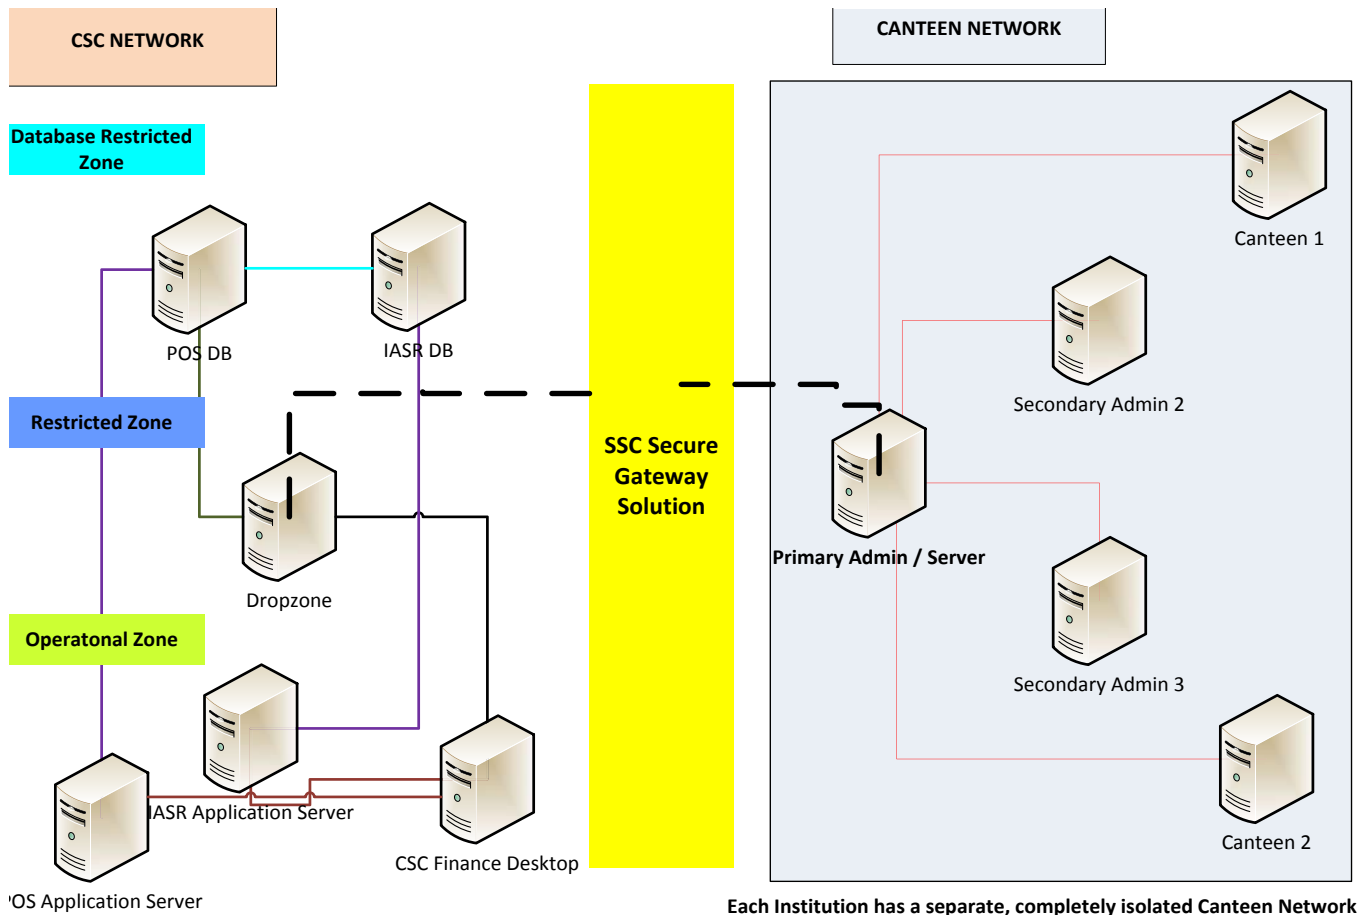 CSC NETWORK
CANTEEN NETWORK
Database Restricted
Zone
Canteen 1
POS DB
IASR DB
Secondary Admin 2
Restricted Zone
SSC Secure
Gateway
Solution
Primary Admin / Server
Dropzone
Operatonal Zone
Secondary Admin 3
IASR Application Server
CSC Finance Desktop
Canteen 2
POS Application Server
Each Institution has a separate, completely isolated Canteen Network